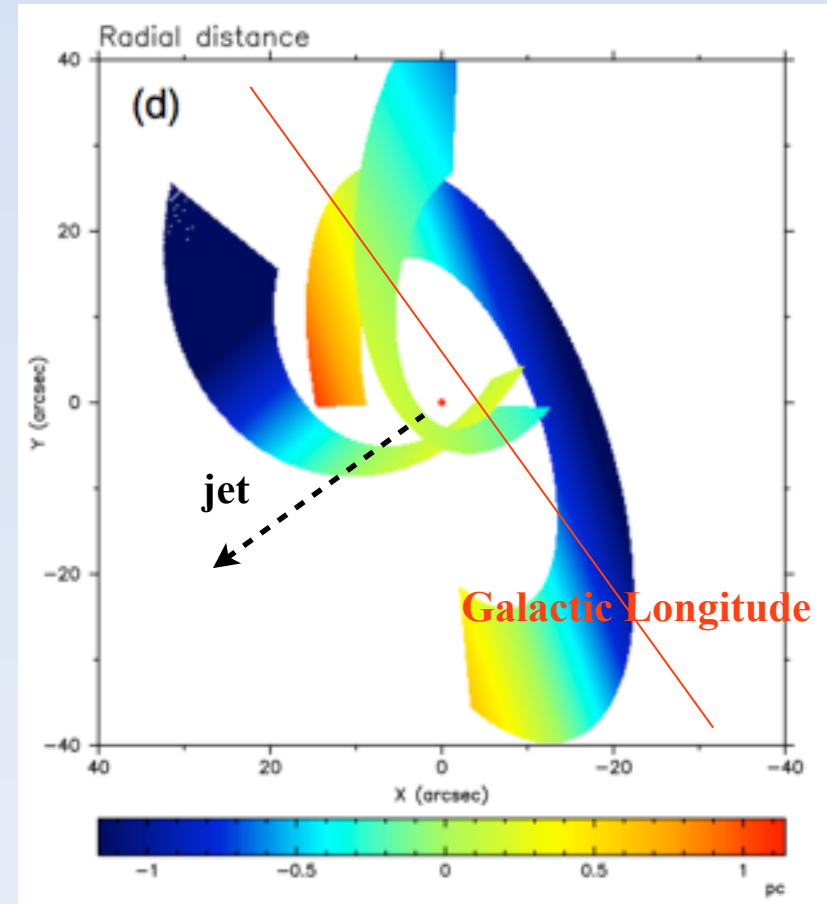 Radial distance
(d)
40
20
0
−20
−40
Y (arcsec)
jet
Galactic Longitude
40 20 0 −20 −40
X (arcsec)
−1 −0.5 0 0.5 1
pc